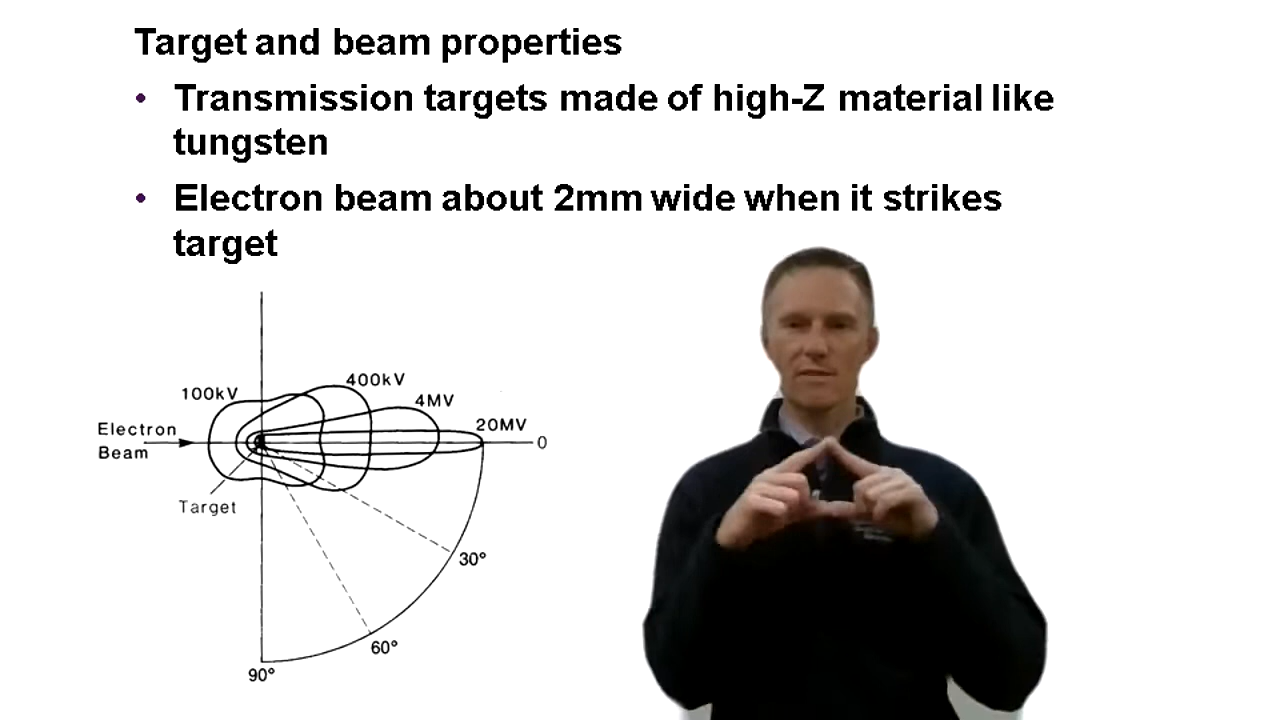 Target and beam properties
• Transmission targets made of high-Z material like
tungsten
• Electron beam about 2mm wide when it strikes
target
400kV
100kV
4MV
20MV
Electron
Beam
0
Target
30°
60°
90°